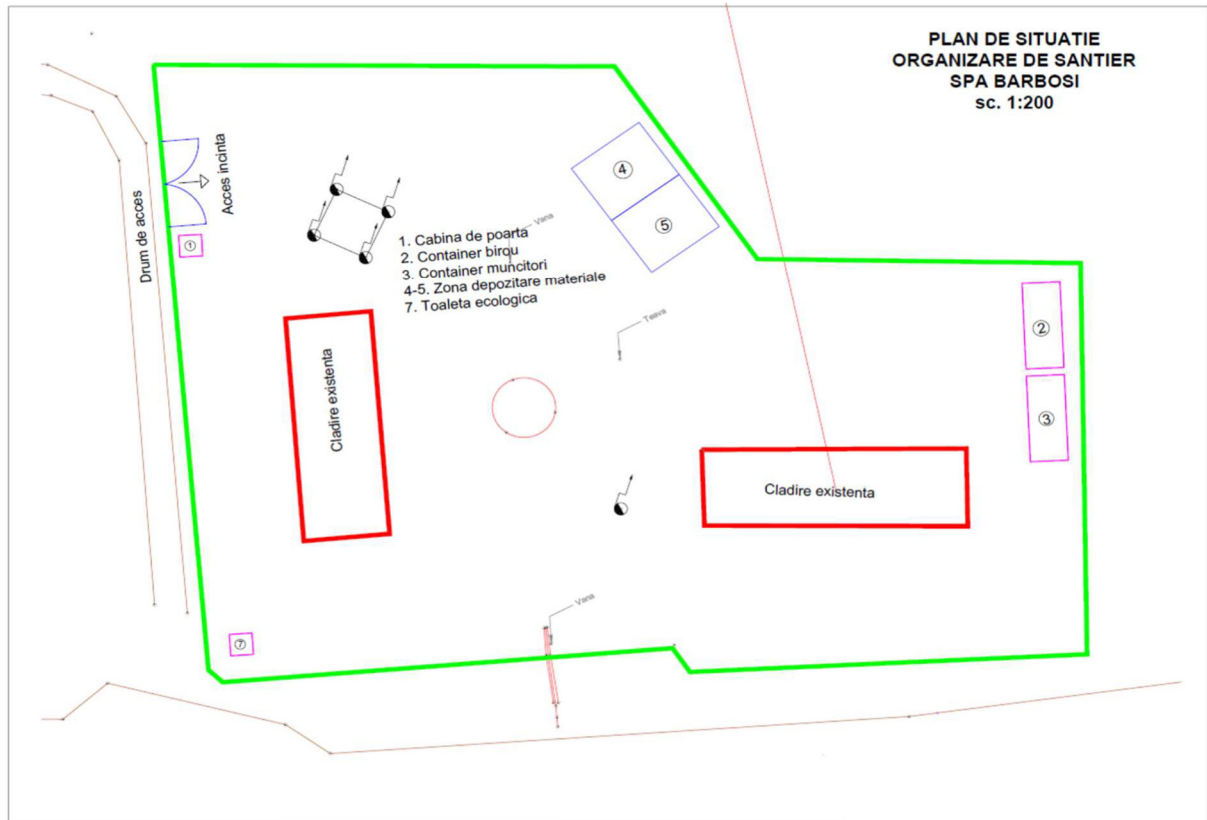 PLAN DE SITUATIE
ORGANIZARE DE SANTIER
SPA BARBOSI
sc. 1:200
Drum de acces
Acces incinta
1
4
5
Vana
1. Cabina de poarta
2. Container birou
3. Container muncitori
4-5. Zona depozitare materiale
7. Toaleta ecologica
Teava
2
3
Cladire existenta
Cladire existenta
Vana
7